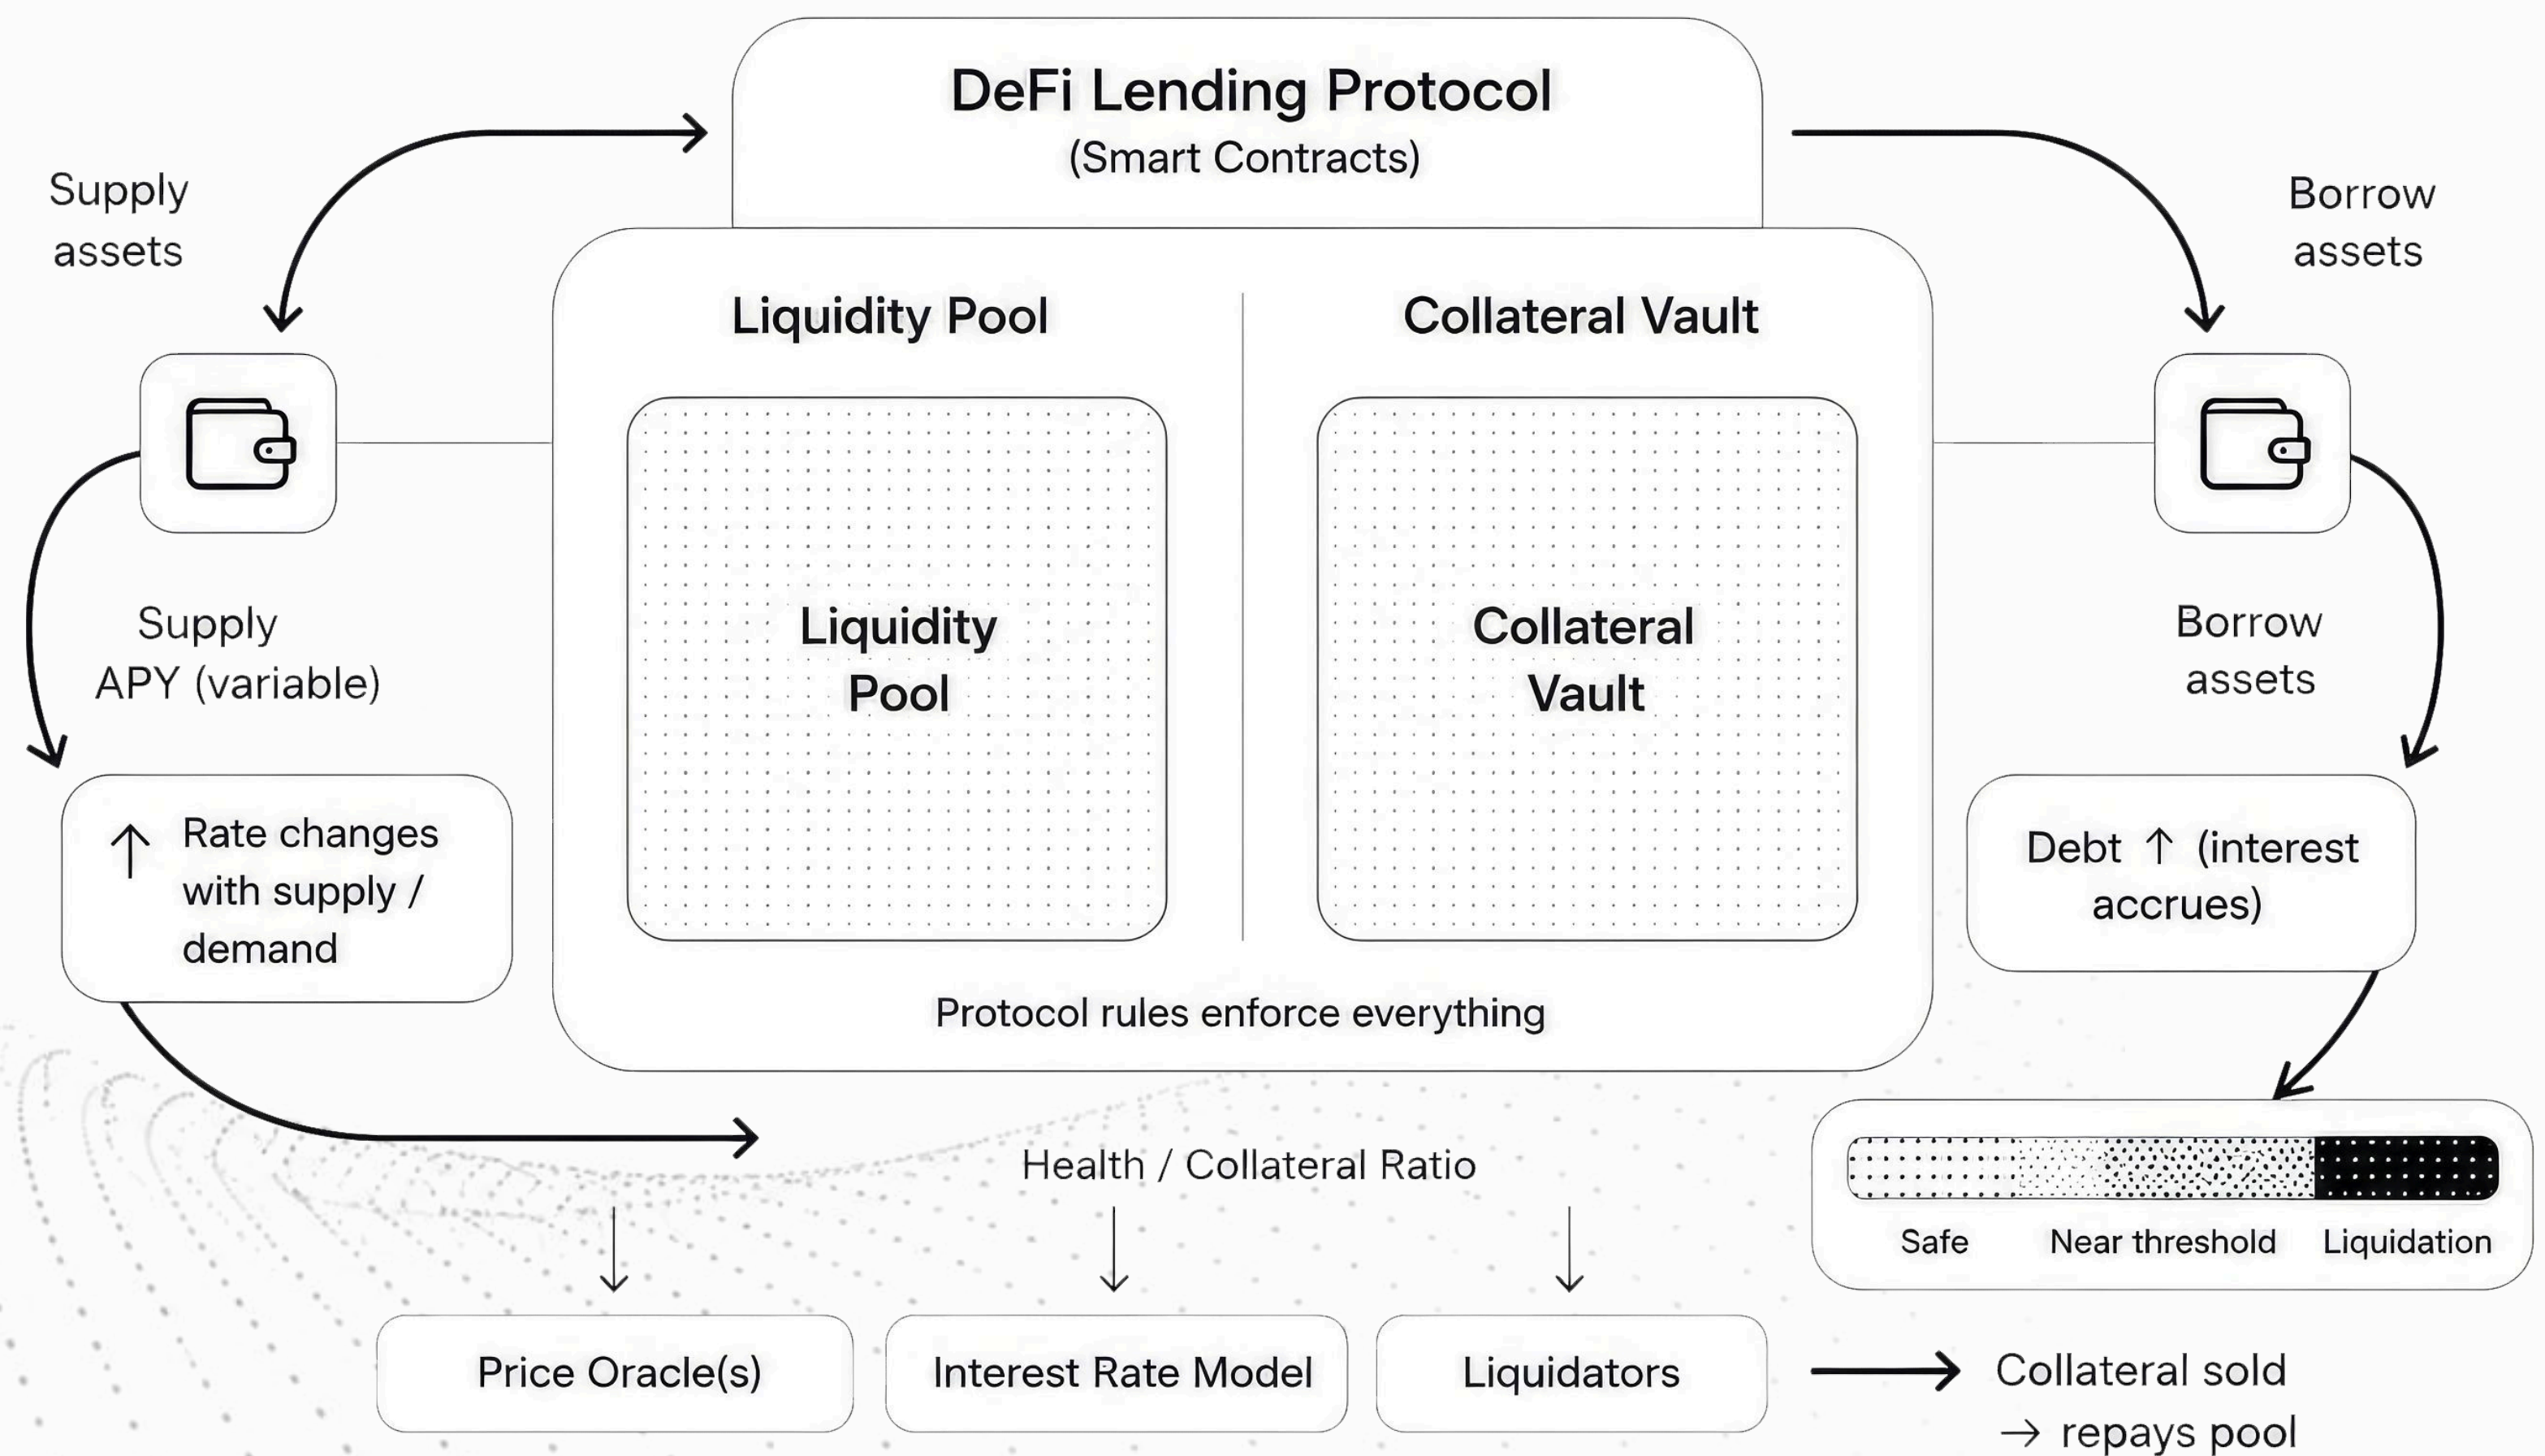 DeFi Lending Protocol
(Smart Contracts)
Supply
assets
Borrow
assets
Liquidity Pool
Collateral Vault
Liquidity
Pool
Collateral
Vault
Supply
APY (variable)
Borrow
assets
↑ Rate changes
with supply /
demand
Debt ↑ (interest
accrues)
Protocol rules enforce everything
Health / Collateral Ratio
Safe
Near threshold
Liquidation
Price Oracle(s)
Interest Rate Model
Liquidators
Collateral sold
→ repays pool